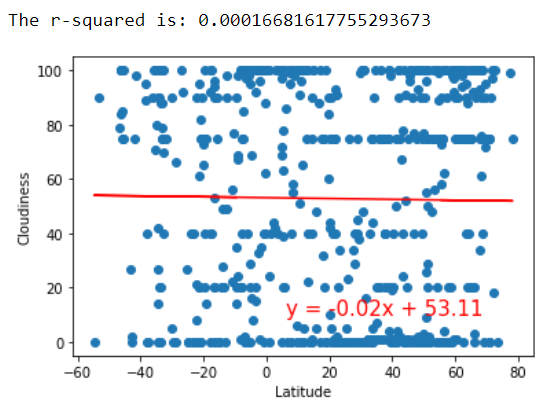 The r-squared is: 0.00016681617755293673
100
80
60
40
20
0
Cloudiness
y = -0.02x + 53.11
−60 −40 −20 0 20 40 60 80
Latitude